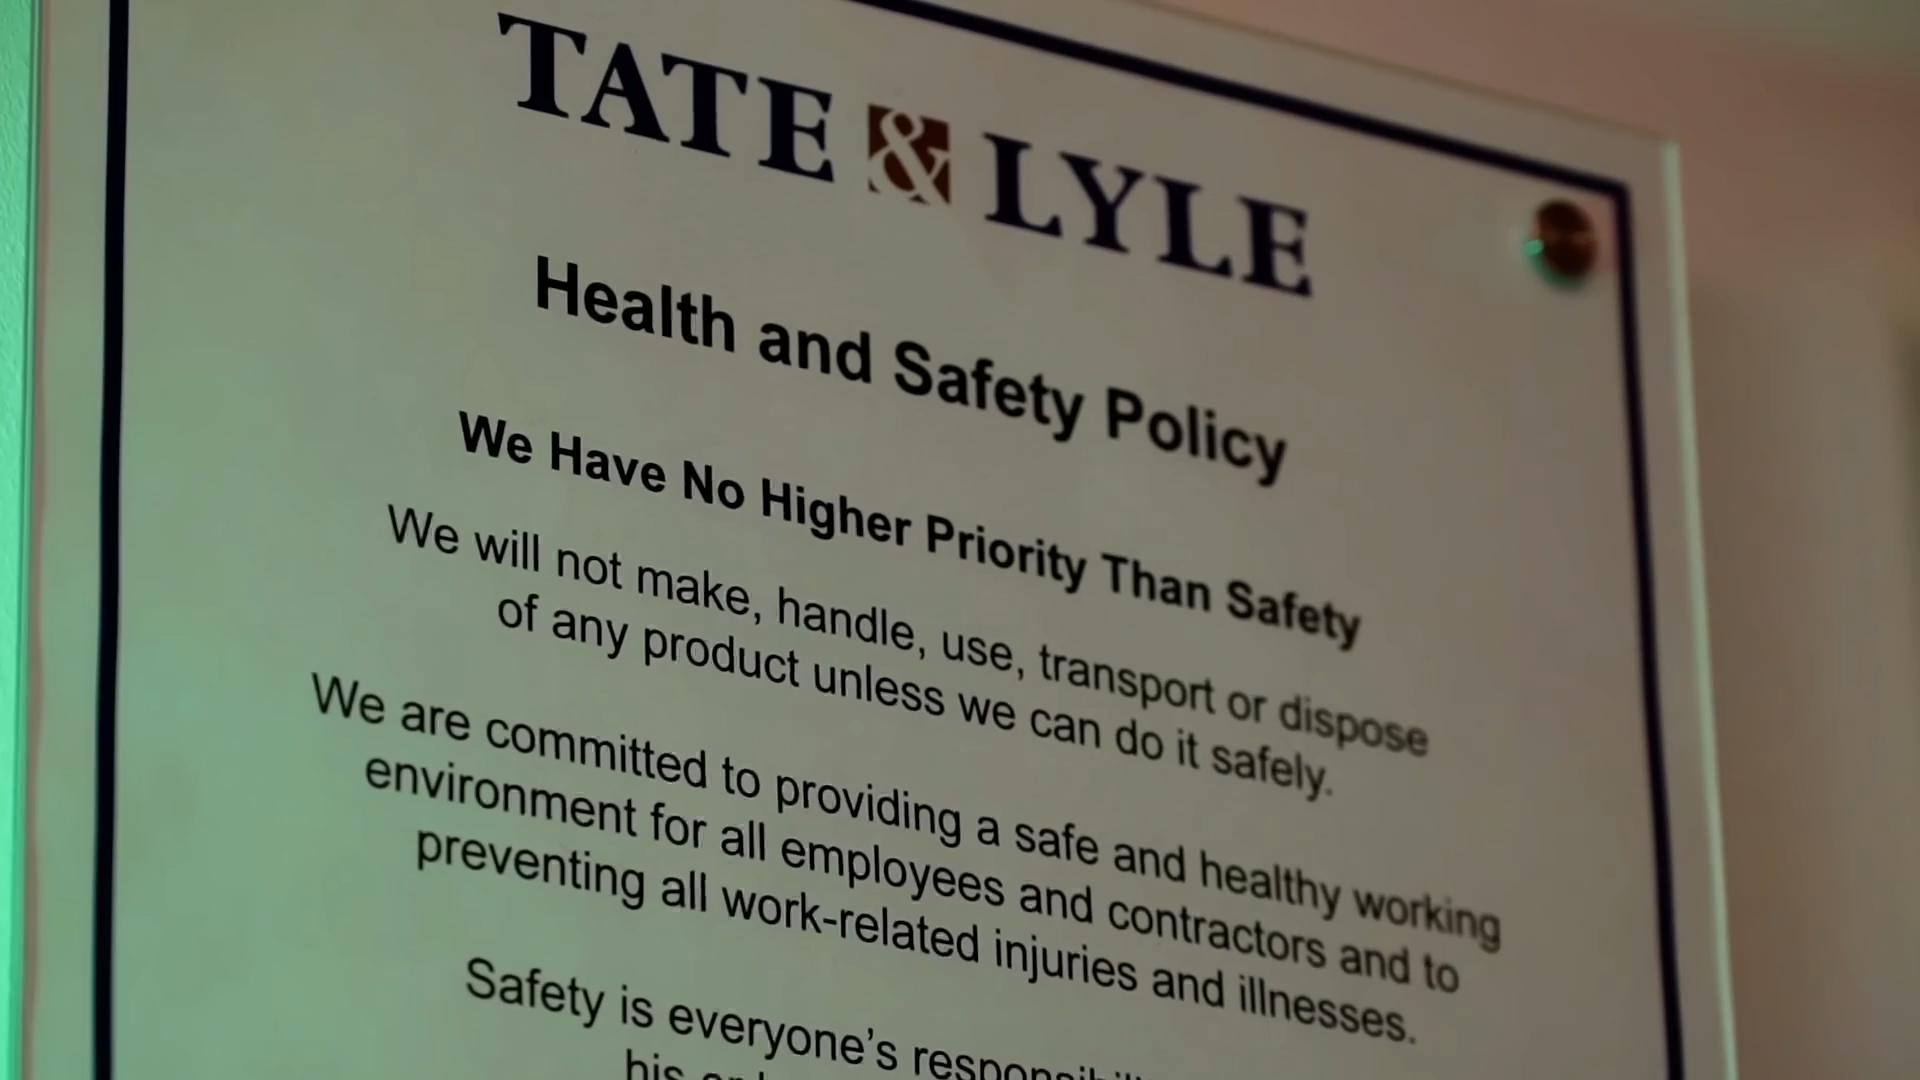 TATE & LYLE
Health and Safety Policy
We Have No Higher Priority Than Safety
We will not make, handle, use, transport or dispose
of any product unless we can do it safely.
We are committed to providing a safe and healthy working
environment for all employees and contractors and to
preventing all work-related injuries and illnesses.
Safety is everyone's
his